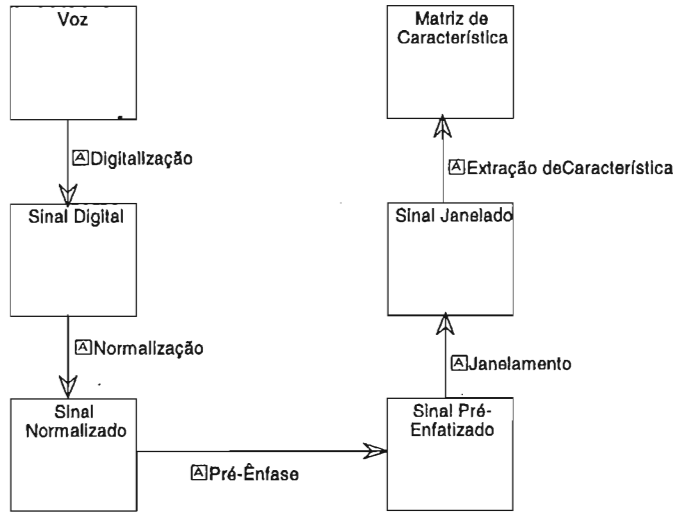 Voz
Digitalização
Sinal Digital
Normalização
Sinal
Normalizado
Pré-Ênfase
Sinal Pré-
Enfatizado
Janelamento
Sinal Janelado
Extração deCaracterística
Matriz de
Característica